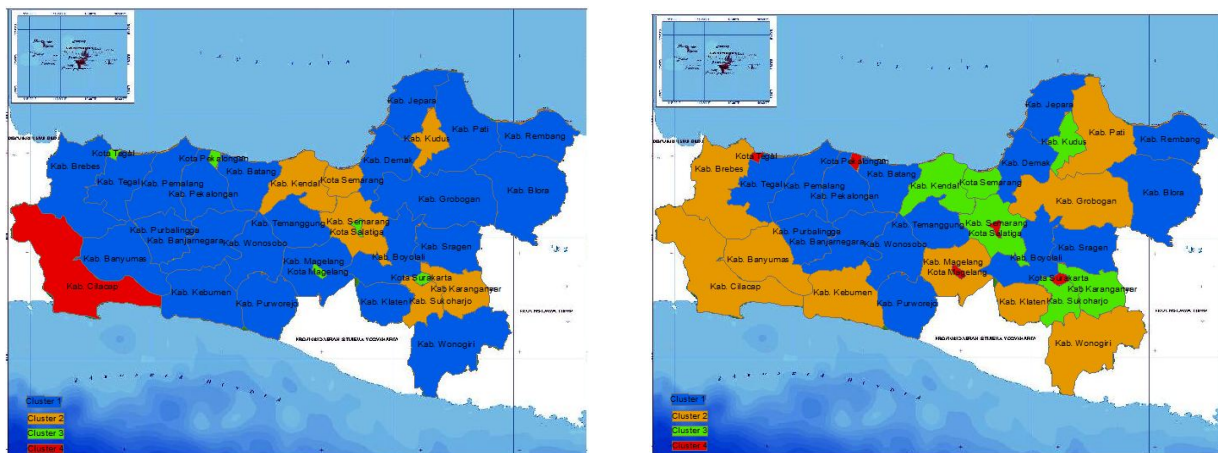 Kab. Jepara
Kab. Pati
Kab. Rembang
Kab. Kudus
Kota Tegal
Kota Pekalongan
Kab. Brebes
Kab. Batang
Kab. Demak
Kab. Tegal
Kab. Pemalang
Kab. Pekalongan
Kab. Kendal
Kota Semarang
Kab. Blora
Kab. Grobogan
Kab. Temanggung
Kab. Semarang
Kota Salatiga
Kab. Purbalingga
Kab. Banjarnegara
Kab. Wonosobo
Kab. Sragen
Kab. Banyumas
Kab. Magelang
Kab. Boyolali
Kota Magelang
Kota Surakarta
Kab. Cilacap
Kab. Kebumen
Kab. Karanganyer
Kab. Purworejo
Kab. Klaten
Kab. Sukoharjo
Kab. Wonogiri
Cluster 1
Cluster 2
Cluster 3
Cluster 4
Kab. Jepara
Kab. Pati
Kab. Rembang
Kab. Kudus
Kota Tegal
Kota Pekalongan
Kab. Brebes
Kab. Batang
Kab. Demak
Kab. Tegal
Kab. Pemalang
Kab. Pekalongan
Kab. Kendal
Kota Semarang
Kab. Blora
Kab. Grobogan
Kab. Temanggung
Kab. Semarang
Kota Salatiga
Kab. Purbalingga
Kab. Banjarnegara
Kab. Wonosobo
Kab. Sragen
Kab. Banyumas
Kab. Magelang
Kab. Boyolali
Kota Magelang
Kota Surakarta
Kab. Cilacap
Kab. Kebumen
Kab. Karanganyer
Kab. Purworejo
Kab. Klaten
Kab. Sukoharjo
Kab. Wonogiri
Cluster 1
Cluster 2
Cluster 3
Cluster 4